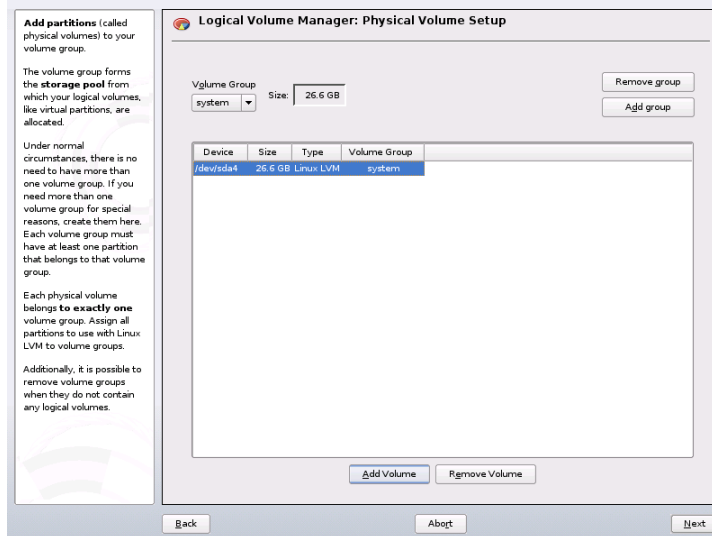 Add partitions (called
physical volumes) to your
volume group.
The volume group forms
the storage pool from
which your logical volumes,
like virtual partitions, are
allocated.
Under normal
circumstances, there is no
need to have more than
one volume group. If you
need more than one
volume group for special
reasons, create them here.
Each volume group must
have at least one partition
that belongs to that volume
group.
Each physical volume
belongs to exactly one
volume group. Assign all
partitions to use with Linux
LVM to volume groups.
Additionally, it is possible to
remove volume groups
when they do not contain
any logical volumes.
Logical Volume Manager: Physical Volume Setup
Volume Group
system
Size: 26.6 GB
Remove group
Add group
Device Size Type Volume Group
/dev/sda4 26.6 GB Linux LVM system
Add Volume Remove Volume
Back Abort Next